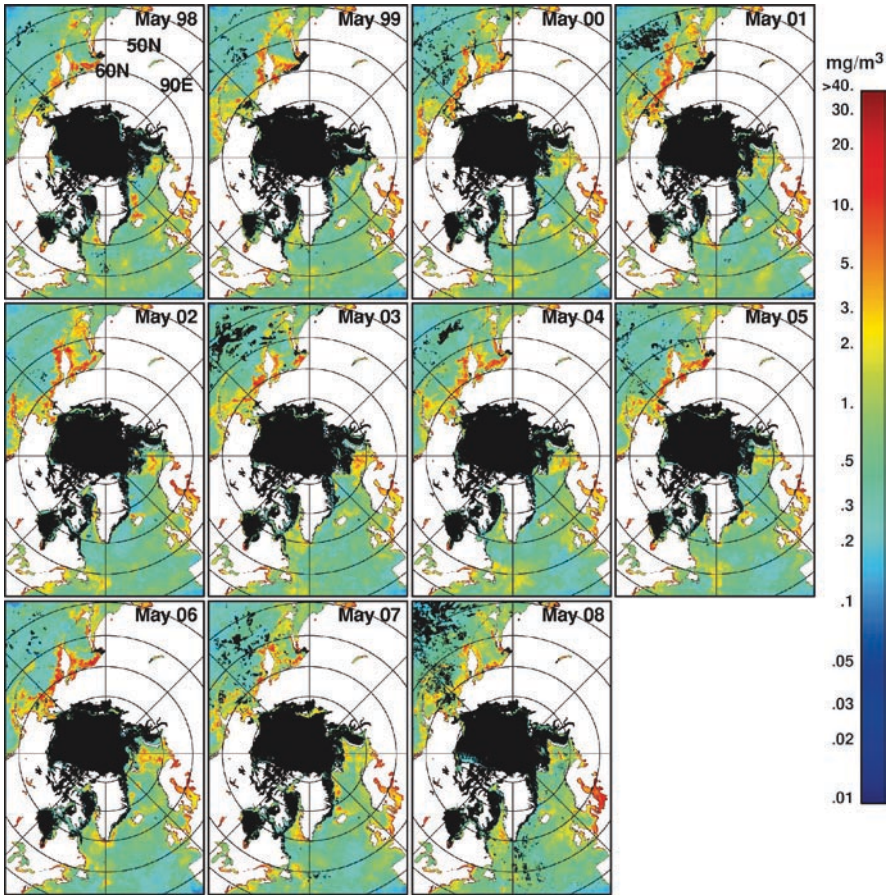 May 98
50N
60N
90E
May 99
May 00
May 01
mg/m³
>40.
30.
20.
10.
5.
3.
2.
1.
.5
.3
.2
.1
.05
.03
.02
.01
May 02
May 03
May 04
May 05
May 06
May 07
May 08